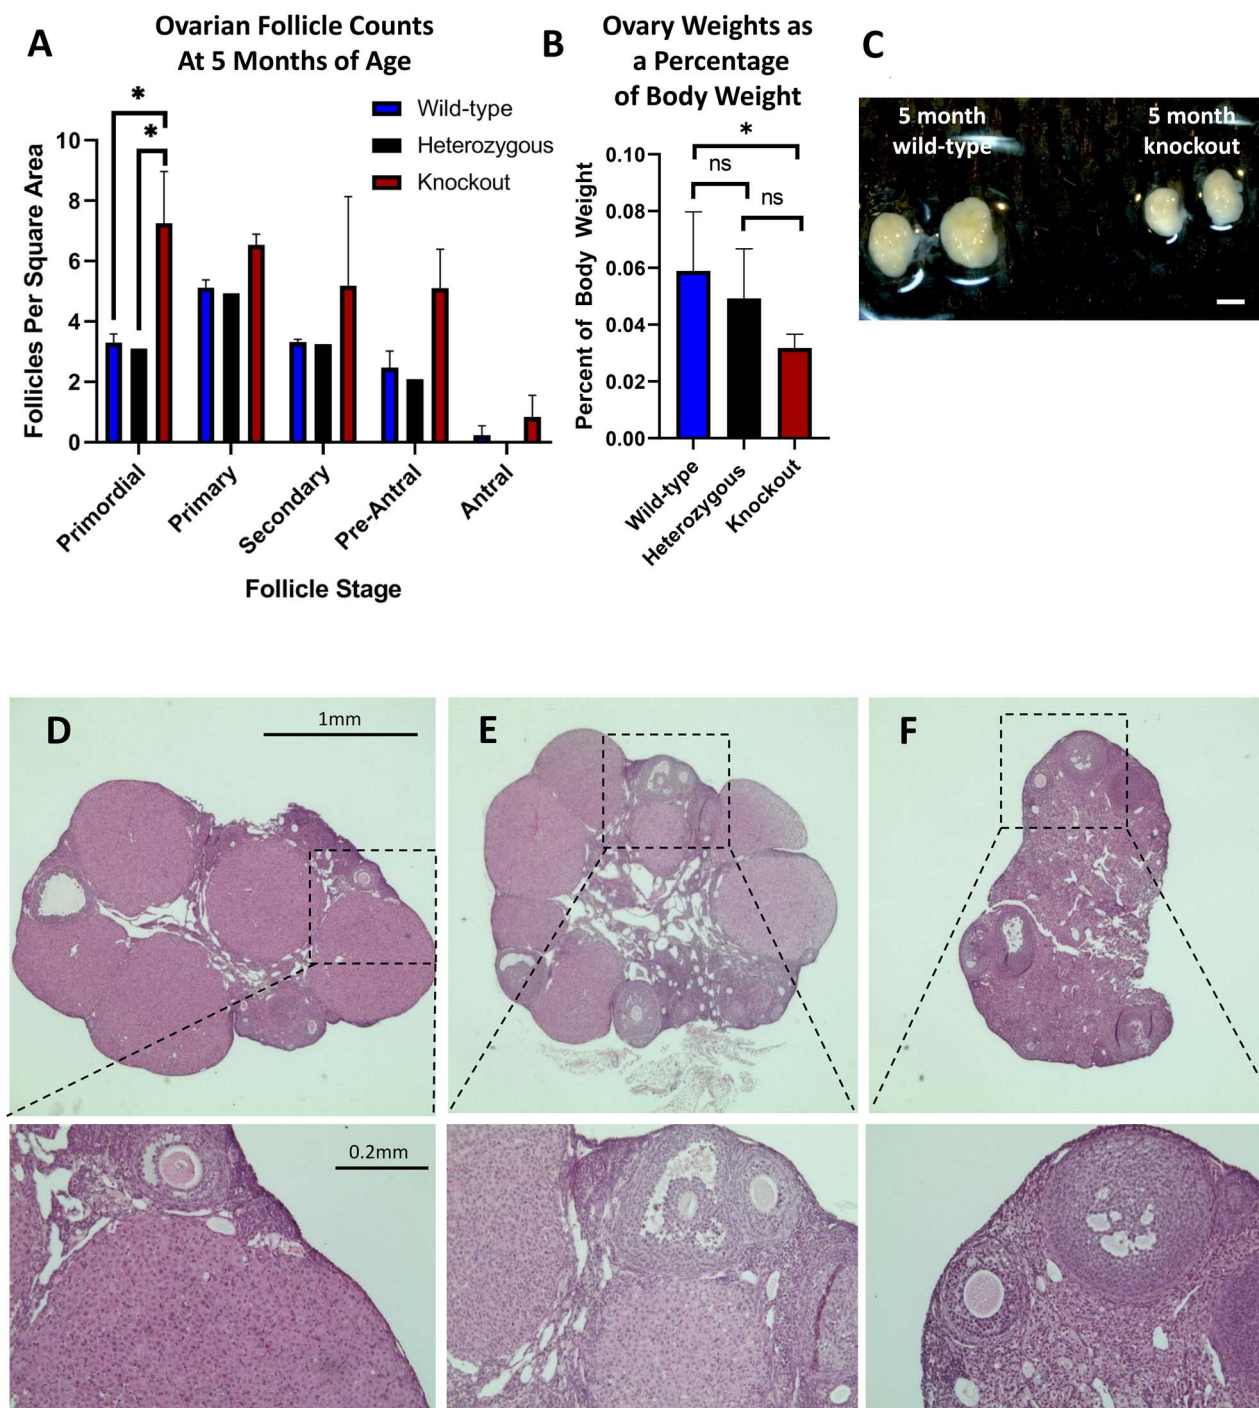 A
Ovarian Follicle Counts
At 5 Months of Age
Wild-type
Heterozygous
Knockout
*
*
Follicles Per Square Area
10
8
6
4
2
0
Primordial
Primary
Secondary
Pre-Antral
Antral
Follicle Stage
B
Ovary Weights as
a Percentage
of Body Weight
*
ns
ns
Percent of Body Weight
0.10
0.08
0.06
0.04
0.02
0.00
Wild-type
Heterozygous
Knockout
C
5 month
wild-type
5 month
knockout
D
1mm
E
F
0.2mm